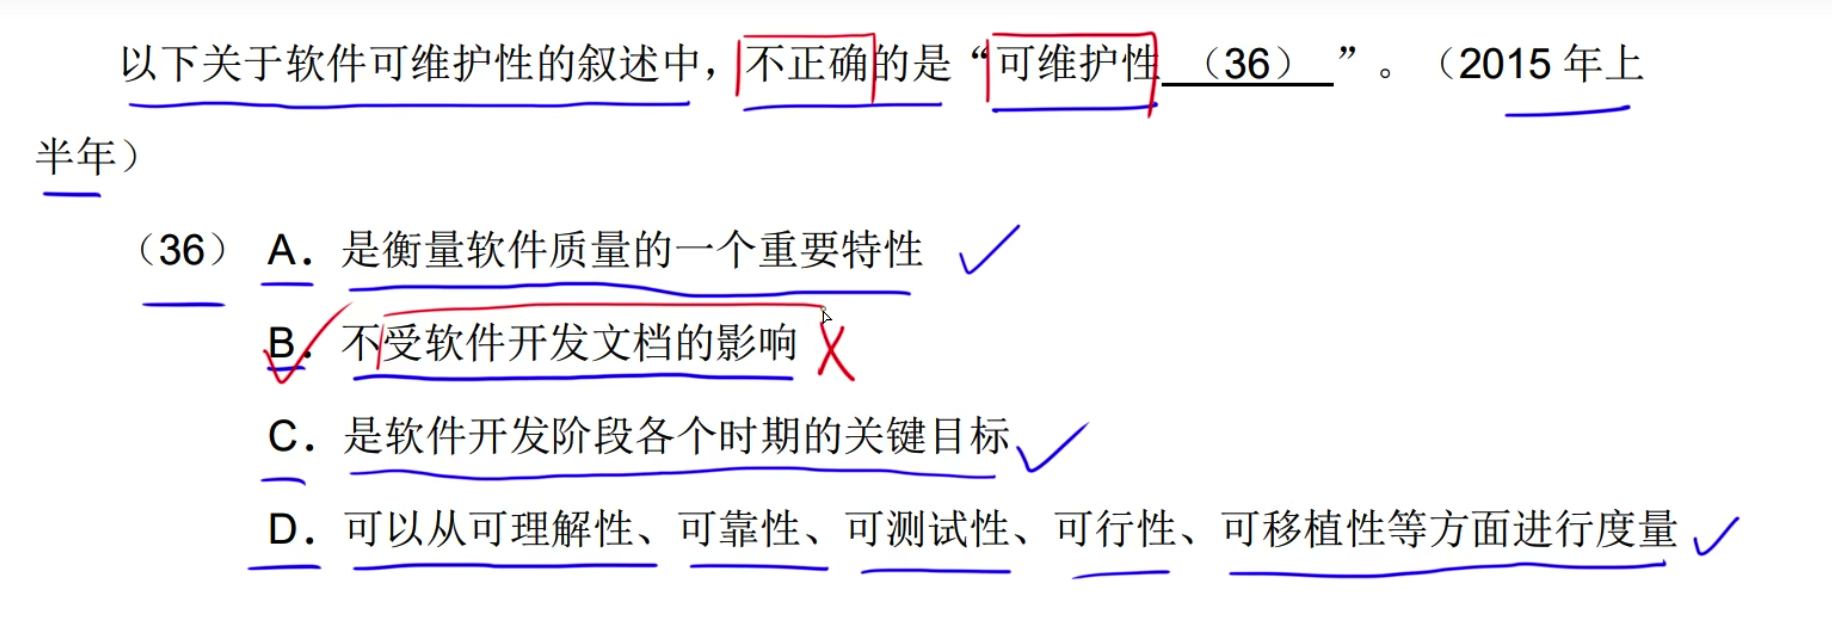 以下关于软件可维护性的叙述中，不正确的是“可维护性（36）”。（2015年上
半年）
（36） A．是衡量软件质量的一个重要特性
B．不受软件开发文档的影响
C．是软件开发阶段各个时期的关键目标
D．可以从可理解性、可靠性、可测试性、可行性、可移植性等方面进行度量